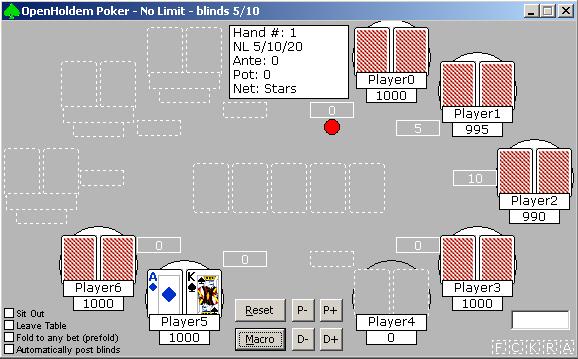 OpenHoldem Poker - No Limit - blinds 5/10
Hand #: 1
NL 5/10/20
Ante: 0
Pot: 0
Net: Stars
Player0
1000
0
Player1
995
5
Player2
990
10
Player6
1000
0
A
K
Player5
1000
0
Player4
0
0
Player3
1000
0
Sit Out
Leave Table
Fold to any bet (prefold)
Automatically post blinds
Reset
P-
P+
Macro
D-
D+
F C K R A